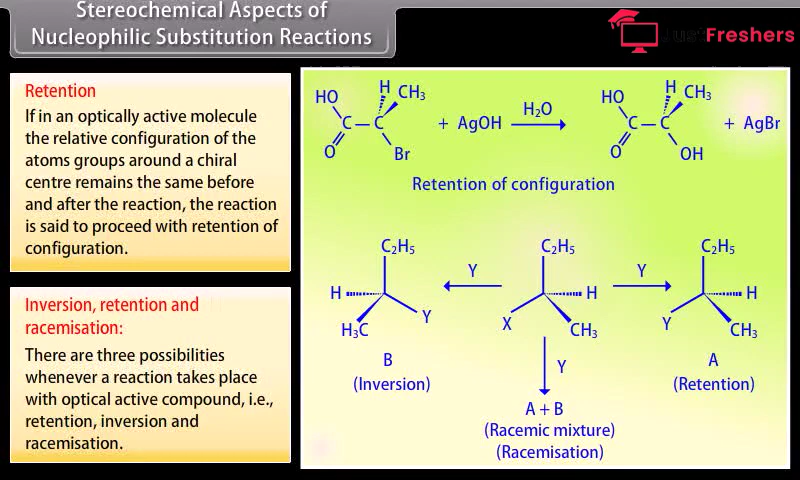 Stereochemical Aspects of
Nucleophilic Substitution Reactions
JustFreshers
Retention
If in an optically active molecule
the relative configuration of the
atoms groups around a chiral
centre remains the same before
and after the reaction, the reaction
is said to proceed with retention of
configuration.
Inversion, retention and
racemisation:
There are three possibilities
whenever a reaction takes place
with optical active compound, i.e.,
retention, inversion and
racemisation.
HO H CH₃
C — C + AgOH H₂O
O Br
HO H CH₃
C — C + AgBr
O OH
Retention of configuration
C₂H₅
H
H₃C Y
B
(Inversion)
Y
C₂H₅
H
X CH₃
Y
Y
C₂H₅
H
Y CH₃
A
(Retention)
A + B
(Racemic mixture)
(Racemisation)